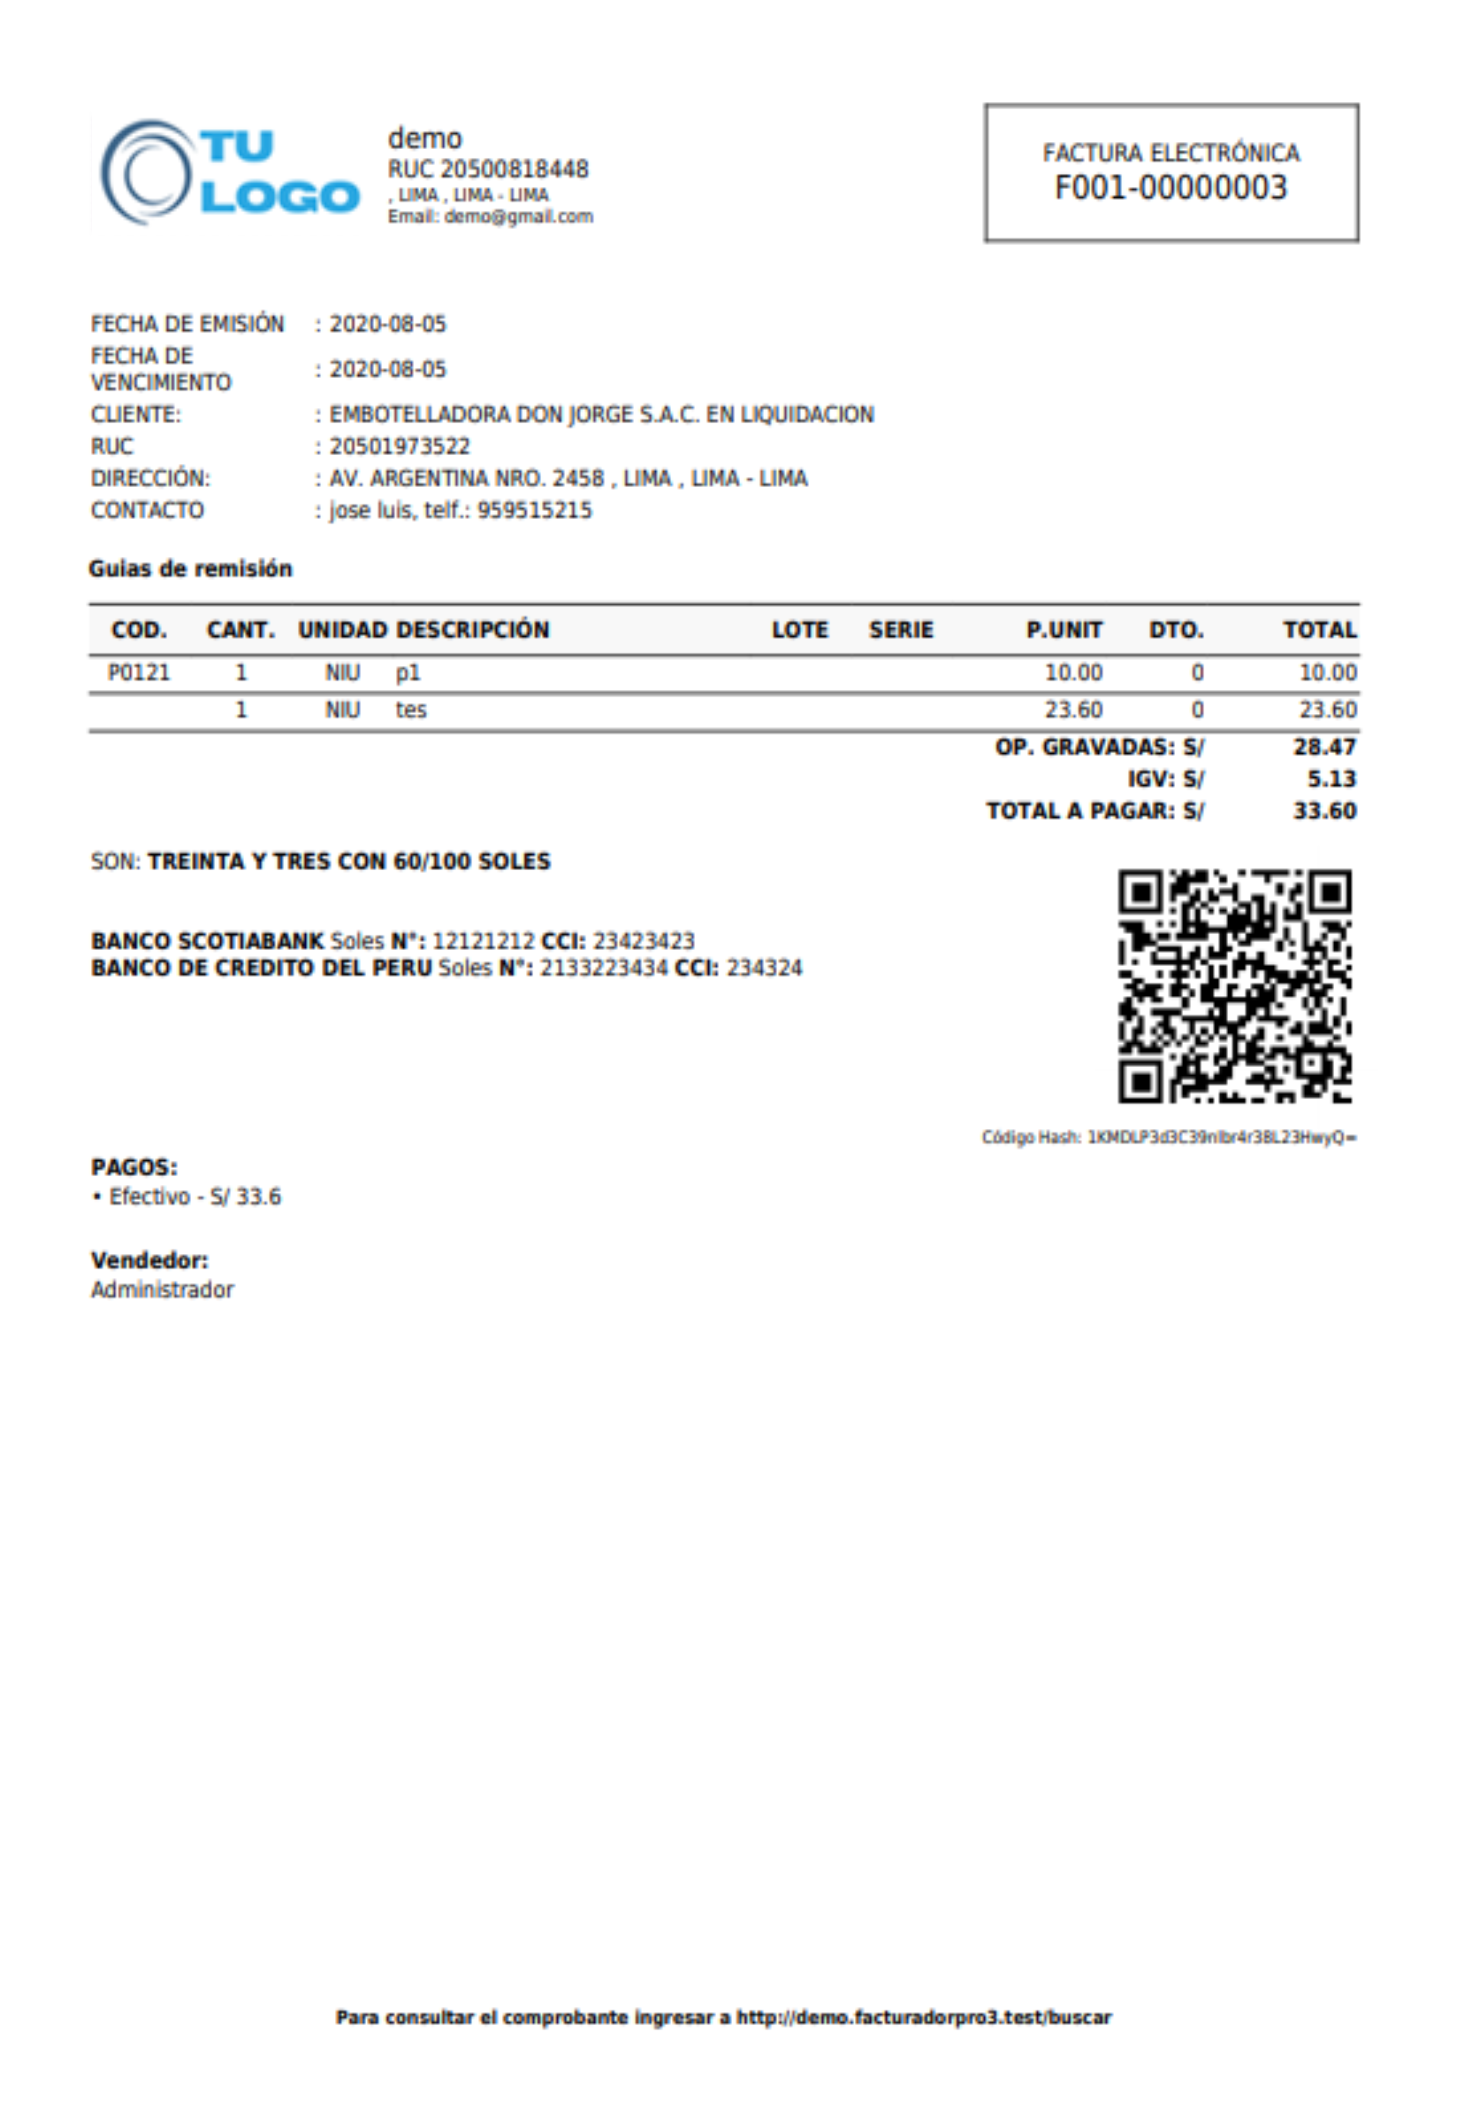 TU
LOGO
demo
RUC 20500818448
, LIMA , LIMA - LIMA
Email: demo@gmail.com
FACTURA ELECTRÓNICA
F001-00000003
FECHA DE EMISIÓN : 2020-08-05
FECHA DE
VENCIMIENTO : 2020-08-05
CLIENTE: : EMBOTELLADORA DON JORGE S.A.C. EN LIQUIDACION
RUC : 20501973522
DIRECCIÓN: : AV. ARGENTINA NRO. 2458 , LIMA , LIMA - LIMA
CONTACTO : jose luis, telf.: 959515215
Guias de remisión
COD. CANT. UNIDAD DESCRIPCIÓN LOTE SERIE P.UNIT DTO. TOTAL
P0121 1 NIU p1 10.00 0 10.00
1 NIU tes 23.60 0 23.60
OP. GRAVADAS: S/ 28.47
IGV: S/ 5.13
TOTAL A PAGAR: S/ 33.60
SON: TREINTA Y TRES CON 60/100 SOLES
BANCO SCOTIABANK Soles N°: 12121212 CCI: 23423423
BANCO DE CREDITO DEL PERU Soles N°: 2133223434 CCI: 234324
Código Hash:
PAGOS:
• Efectivo - S/ 33.6
Vendedor:
Administrador
Para consultar el comprobante ingresar a http://demo.facturadorpro3.test/buscar